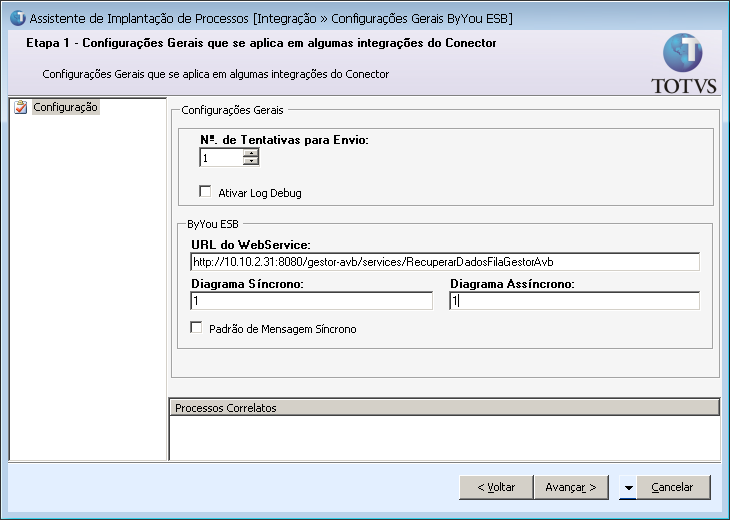 Assistente de Implantação de Processos [Integração » Configurações Gerais ByYou ESB]
Etapa 1 - Configurações Gerais que se aplica em algumas integrações do Conector
Configurações Gerais que se aplica em algumas integrações do Conector
TOTVS
Configuração
Configurações Gerais
Nº. de Tentativas para Envio:
1
Ativar Log Debug
ByYou ESB
URL do WebService:
http://10.10.2.31:8080/gestor-avb/services/RecuperarDadosFilaGestorAvb
Diagrama Síncrono: Diagrama Assíncrono:
1 1
Padrão de Mensagem Síncrono
Processos Correlatos
< Voltar Avançar > Cancelar